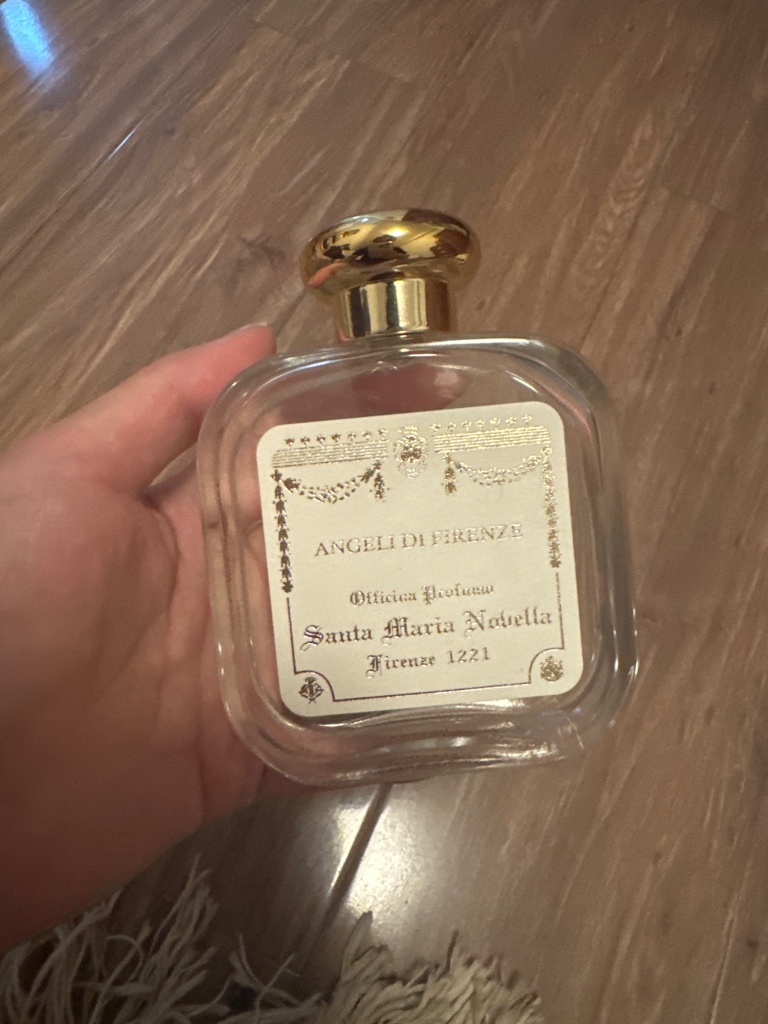 ANGELI DI FIRENZE
Officina Profumo
Santa Maria Novella
Firenze 1221